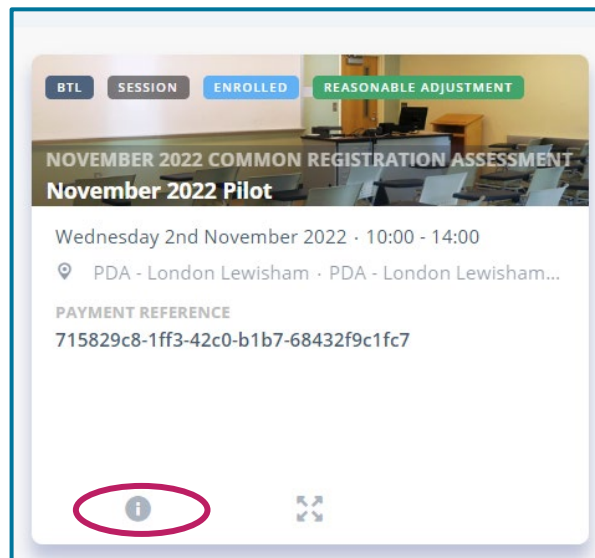 BTL SESSION ENROLLED REASONABLE ADJUSTMENT
NOVEMBER 2022 COMMON REGISTRATION ASSESSMENT
November 2022 Pilot
Wednesday 2nd November 2022 · 10:00 - 14:00
PDA - London Lewisham · PDA - London Lewisham...
PAYMENT REFERENCE
715829c8-1ff3-42c0-b1b7-68432f9c1fc7
i